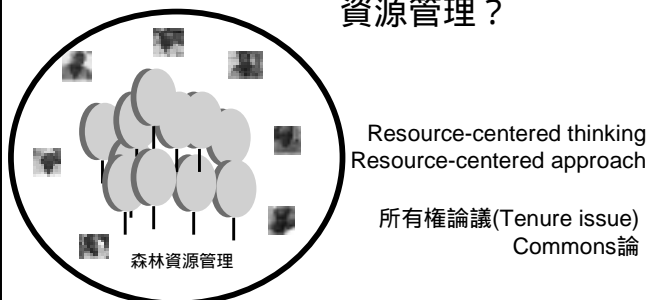 資源管理？
Resource-centered thinking
Resource-centered approach
所有権論議(Tenure issue)
Commons論
森林資源管理